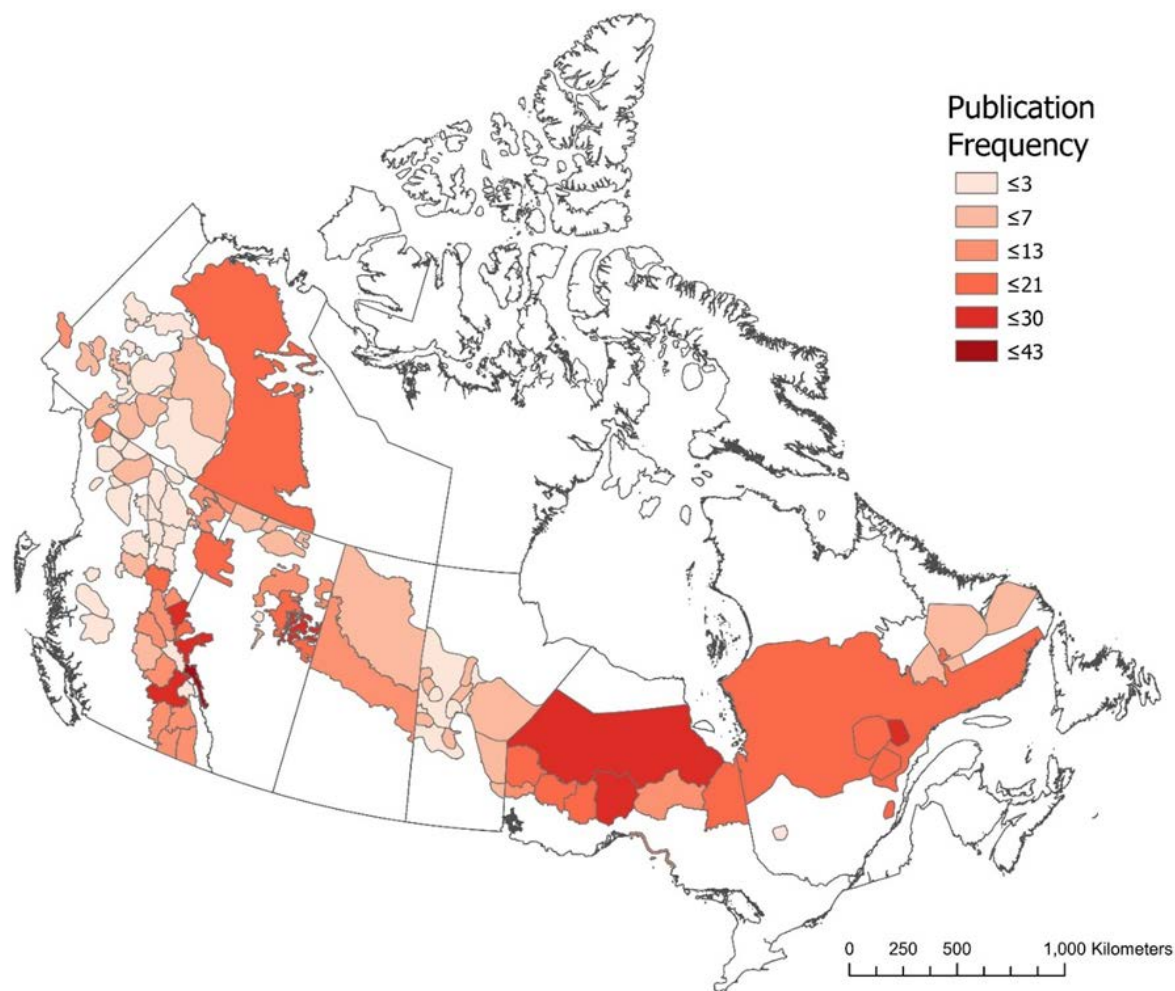 Publication
Frequency
≤3
≤7
≤13
≤21
≤30
≤43
0 250 500 1,000 Kilometers